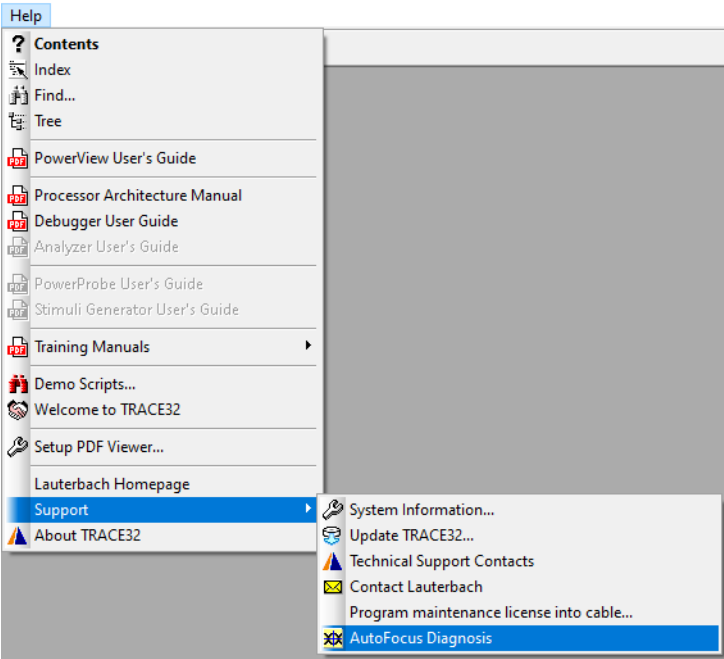 Help
Contents
Index
Find...
Tree
PowerView User's Guide
Processor Architecture Manual
Debugger User Guide
Analyzer User's Guide
PowerProbe User's Guide
Stimuli Generator User's Guide
Training Manuals
Demo Scripts...
Welcome to TRACE32
Setup PDF Viewer...
Lauterbach Homepage
Support
About TRACE32
System Information...
Update TRACE32...
Technical Support Contacts
Contact Lauterbach
Program maintenance license into cable...
AutoFocus Diagnosis